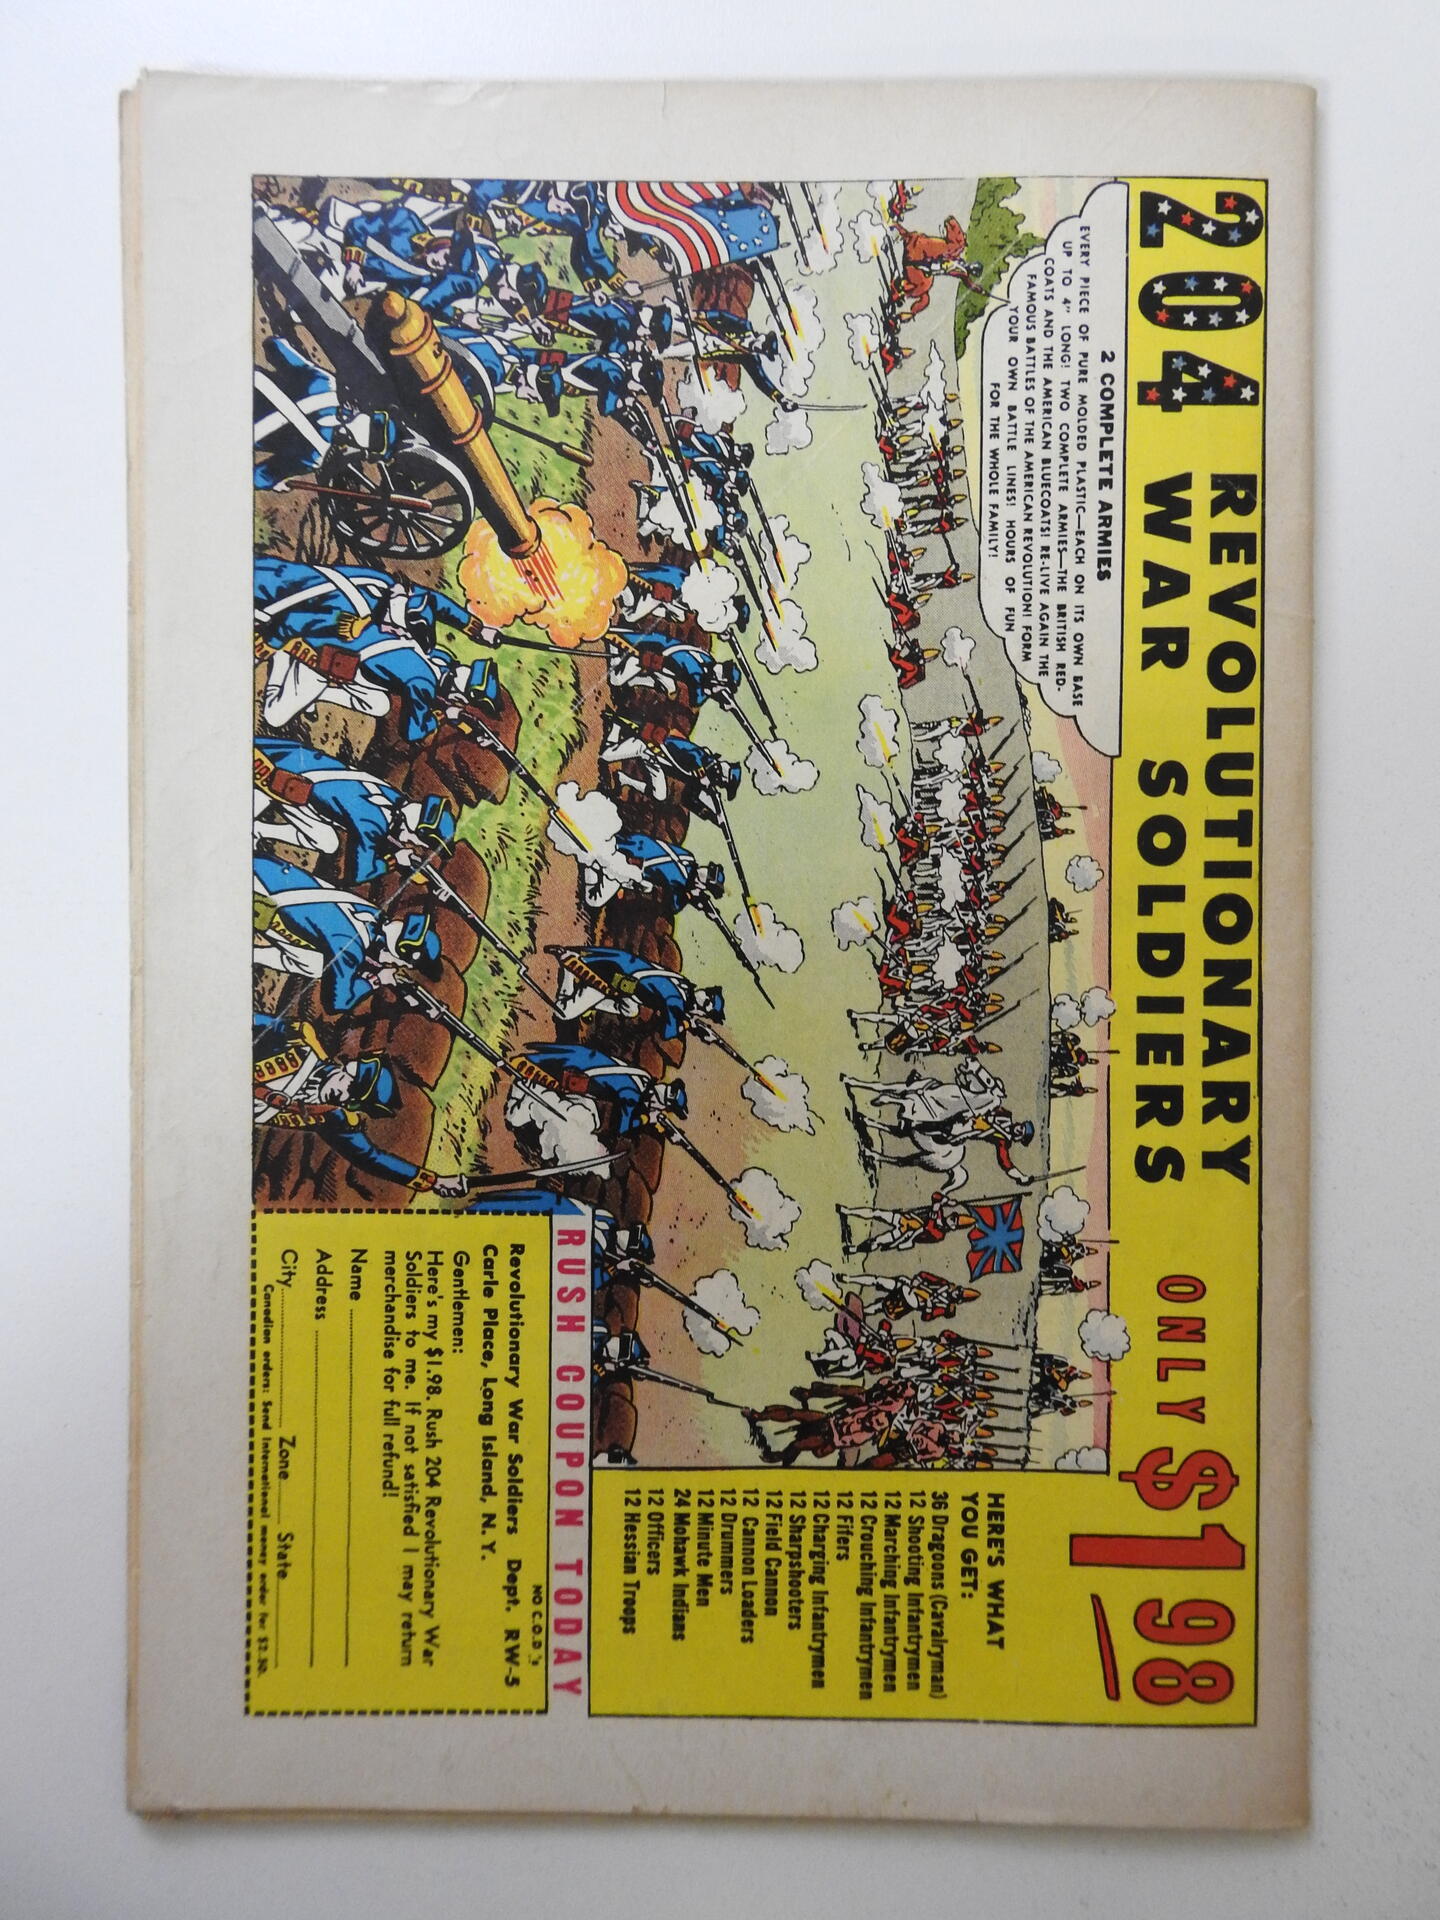 204 REVOLUTIONARY
WAR SOLDIERS
ONLY $1 98
2 COMPLETE ARMIES
EVERY PIECE OF PURE MOLDED PLASTIC—EACH ON ITS OWN BASE
UP TO 4" LONG! TWO COMPLETE ARMIES—THE BRITISH RED-
COATS AND THE AMERICAN BLUECOATS! RE-LIVE AGAIN THE
FAMOUS BATTLES OF THE AMERICAN REVOLUTION! FORM
YOUR OWN BATTLE LINES! HOURS OF FUN
FOR THE WHOLE FAMILY!
HERE'S WHAT
YOU GET:
36 Dragoons (Cavalryman)
12 Shooting Infantrymen
12 Marching Infantrymen
12 Crouching Infantrymen
12 Fifers
12 Charging Infantrymen
12 Sharpshooters
12 Field Cannon
12 Cannon Loaders
12 Drummers
12 Minute Men
24 Mohawk Indians
12 Officers
12 Hessian Troops
RUSH COUPON TODAY
NO C.O.D.'s
Revolutionary War Soldiers Dept. RW-5
Carle Place, Long Island, N. Y.
Gentlemen:
Here's my $1.98. Rush 204 Revolutionary War
Soldiers to me. If not satisfied I may return
merchandise for full refund!
Name
Address
City Zone State
Canadian orders: Send International money order for $2.50.